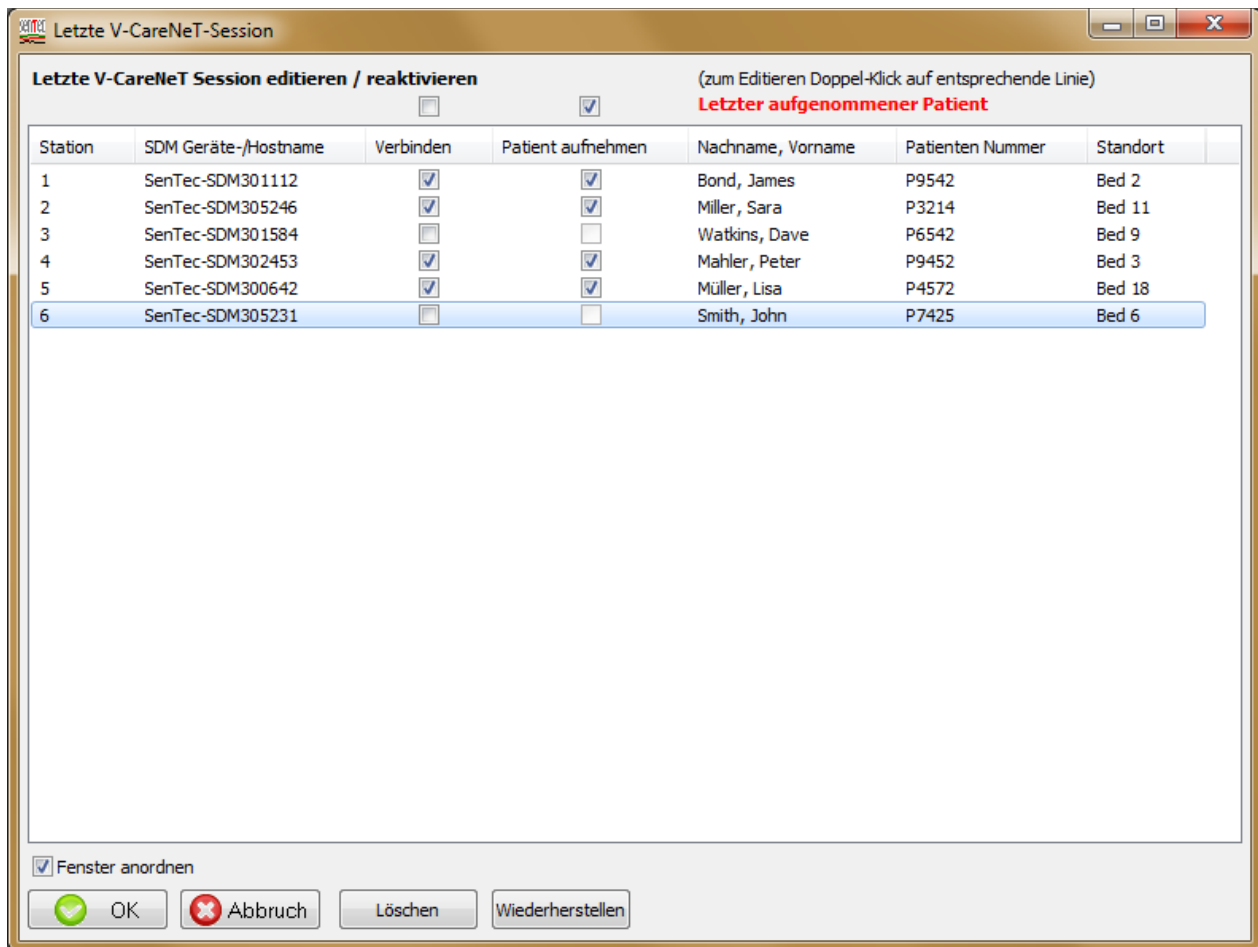 Letzte V-CareNeT-Session
Letzte V-CareNeT Session editieren / reaktivieren (zum Editieren Doppel-Klick auf entsprechende Linie)
Letzter aufgenommener Patient
Station SDM Geräte-/Hostname Verbinden Patient aufnehmen Nachname, Vorname Patienten Nummer Standort
1 SenTec-SDM301112 Bond, James P9542 Bed 2
2 SenTec-SDM305246 Miller, Sara P3214 Bed 11
3 SenTec-SDM301584 Watkins, Dave P6542 Bed 9
4 SenTec-SDM302453 Mahler, Peter P9452 Bed 3
5 SenTec-SDM300642 Müller, Lisa P4572 Bed 18
6 SenTec-SDM305231 Smith, John P7425 Bed 6
Fenster anordnen
OK Abbruch Löschen Wiederherstellen